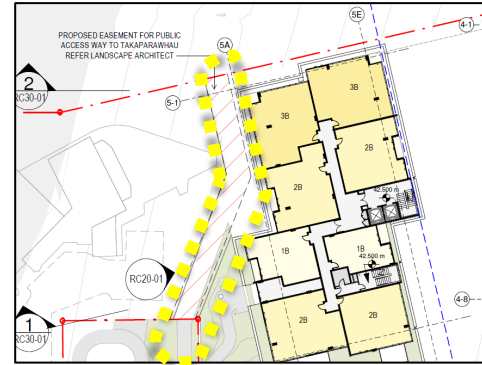 5E
4-1
PROPOSED EASEMENT FOR PUBLIC
ACCESS WAY TO TAKAPARAWHAU
REFER LANDSCAPE ARCHITECT
5A
2
RC30-01
5-1
3B
3B
2B
2B
42.500 m
1B
1B
42.500 m
RC20-01
4-8
1
RC30-01
2B
2B